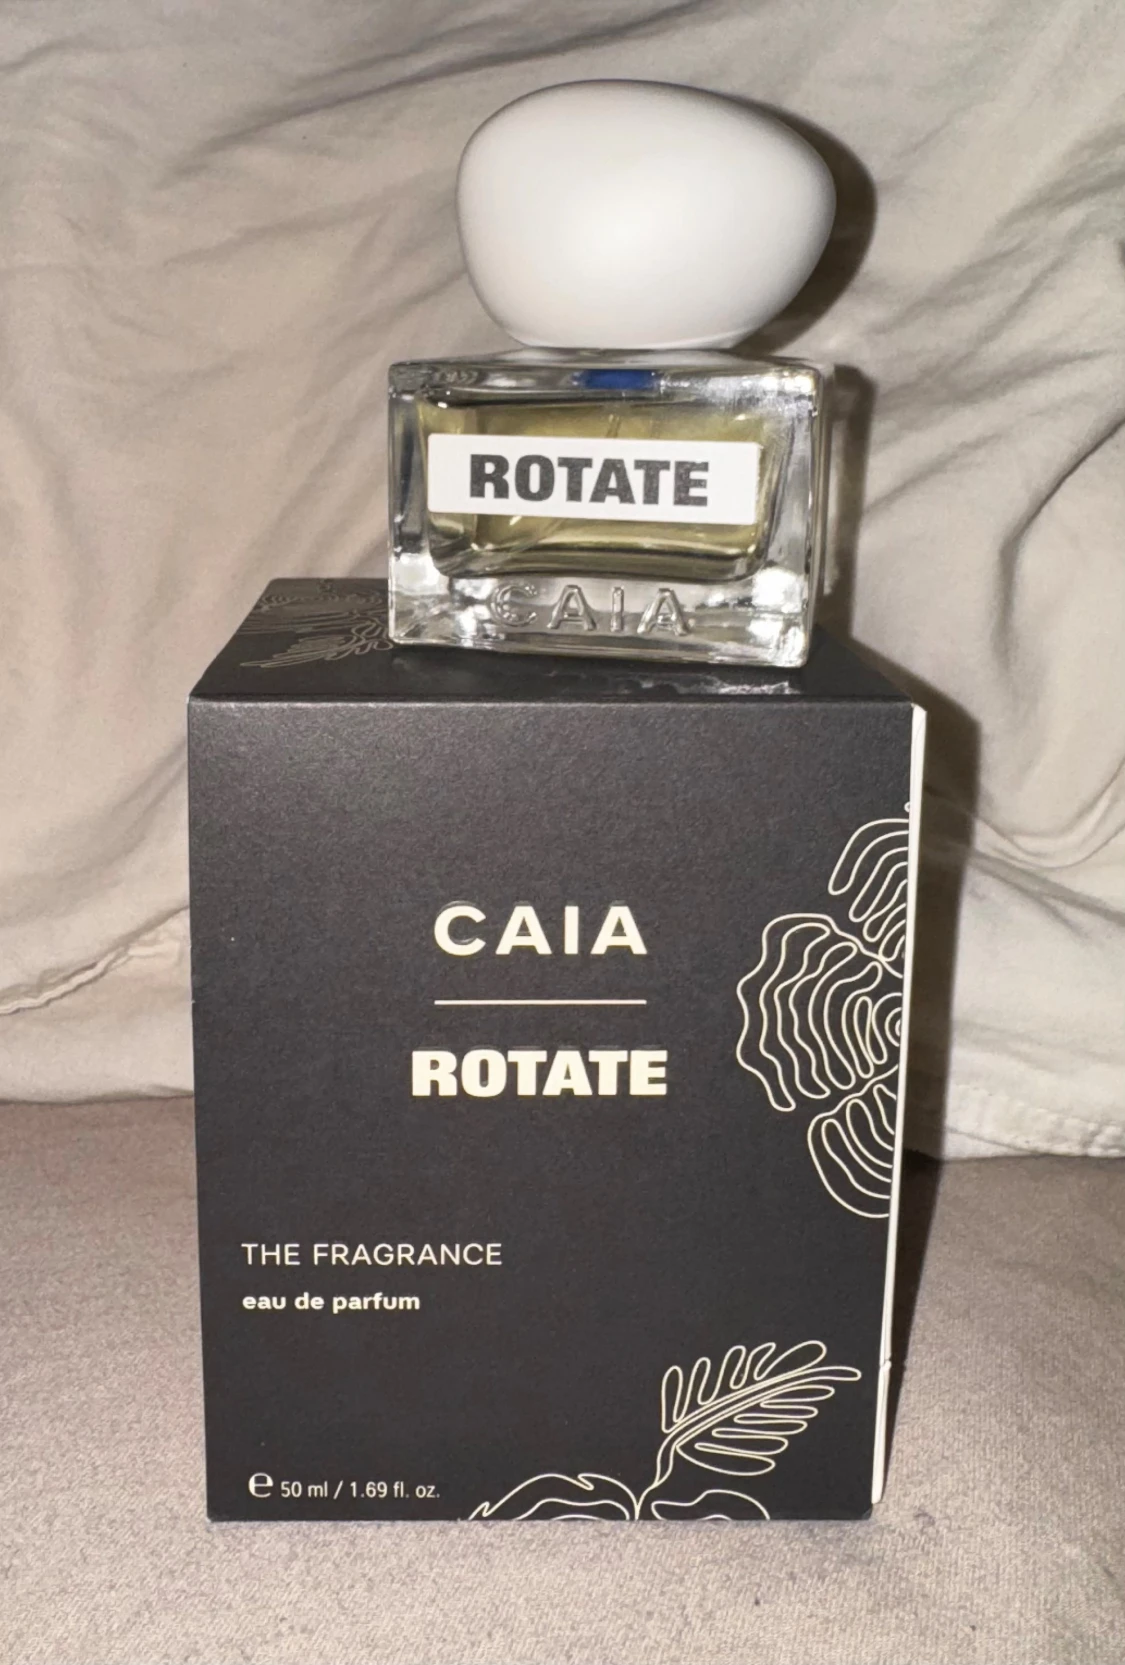 ROTATE
CAIA
CAIA
ROTATE
THE FRAGRANCE
eau de parfum
℮ 50 ml / 1.69 fl. oz.